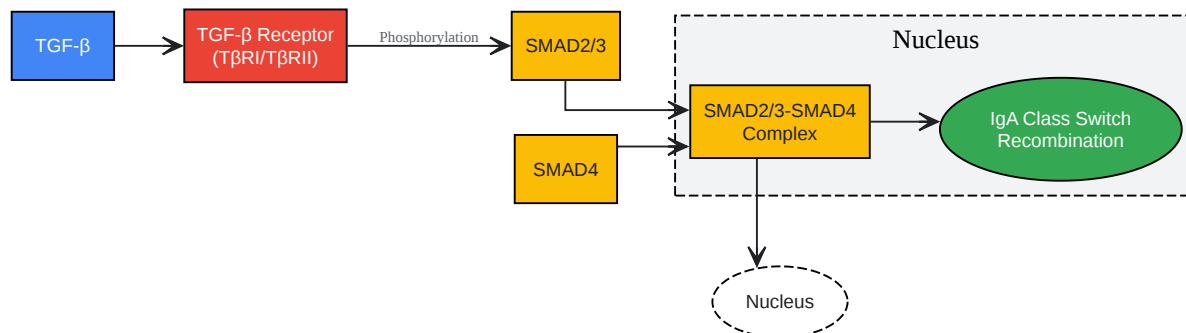 TGF-β
TGF-β Receptor
(TβRI/TβRII)
Phosphorylation
SMAD2/3
SMAD4
Nucleus
SMAD2/3-SMAD4
Complex
IgA Class Switch
Recombination
Nucleus